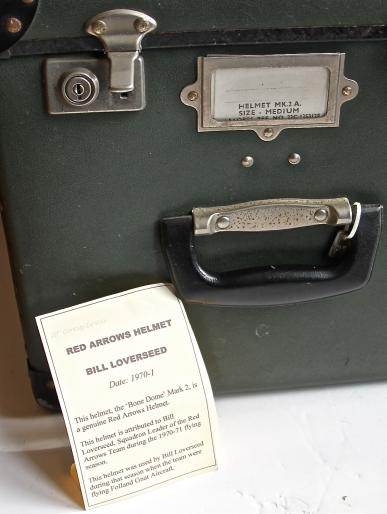 HELMET MK.2A.
SIZE - MEDIUM
RED ARROWS HELMET
BILL LOVERSEED
Date: 1970-1
This helmet, the 'Bone Dome' Mark 2, is
a genuine Red Arrows Helmet.
This helmet is attributed to Bill
Loverseed, Squadron Leader of the Red
Arrows Team during the 1970-71 flying
season.
This helmet was used by Bill Loverseed
during that season when the team were
flying Folland Gnat Aircraft.